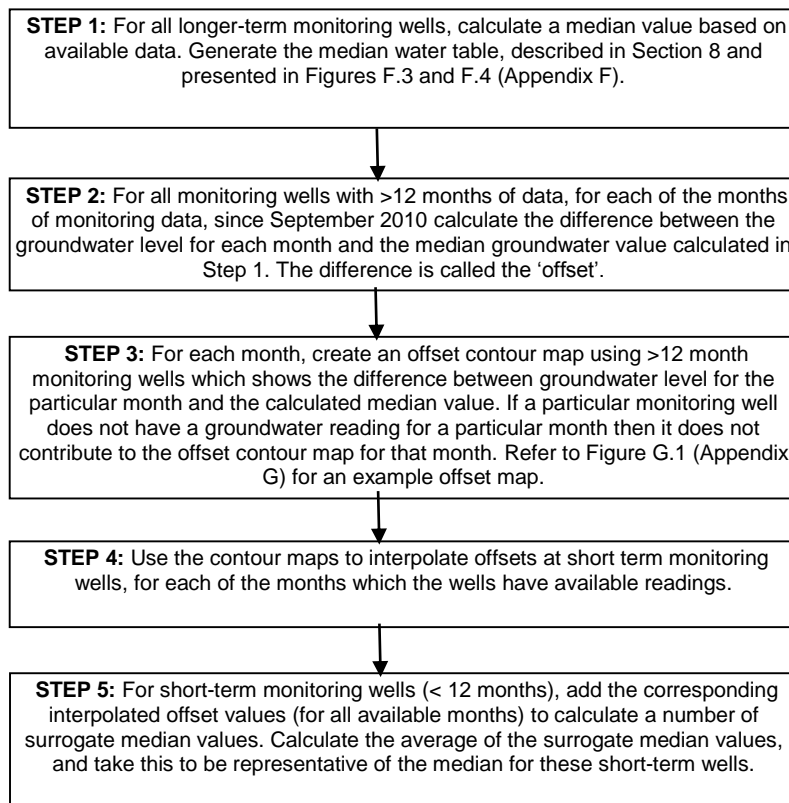 STEP 1: For all longer-term monitoring wells, calculate a median value based on
available data. Generate the median water table, described in Section 8 and
presented in Figures F.3 and F.4 (Appendix F).
STEP 2: For all monitoring wells with >12 months of data, for each of the months
of monitoring data, since September 2010 calculate the difference between the
groundwater level for each month and the median groundwater value calculated in
Step 1. The difference is called the ‘offset’.
STEP 3: For each month, create an offset contour map using >12 month
monitoring wells which shows the difference between groundwater level for the
particular month and the calculated median value. If a particular monitoring well
does not have a groundwater reading for a particular month then it does not
contribute to the offset contour map for that month. Refer to Figure G.1 (Appendix
G) for an example offset map.
STEP 4: Use the contour maps to interpolate offsets at short term monitoring
wells, for each of the months which the wells have available readings.
STEP 5: For short-term monitoring wells (< 12 months), add the corresponding
interpolated offset values (for all available months) to calculate a number of
surrogate median values. Calculate the average of the surrogate median values,
and take this to be representative of the median for these short-term wells.